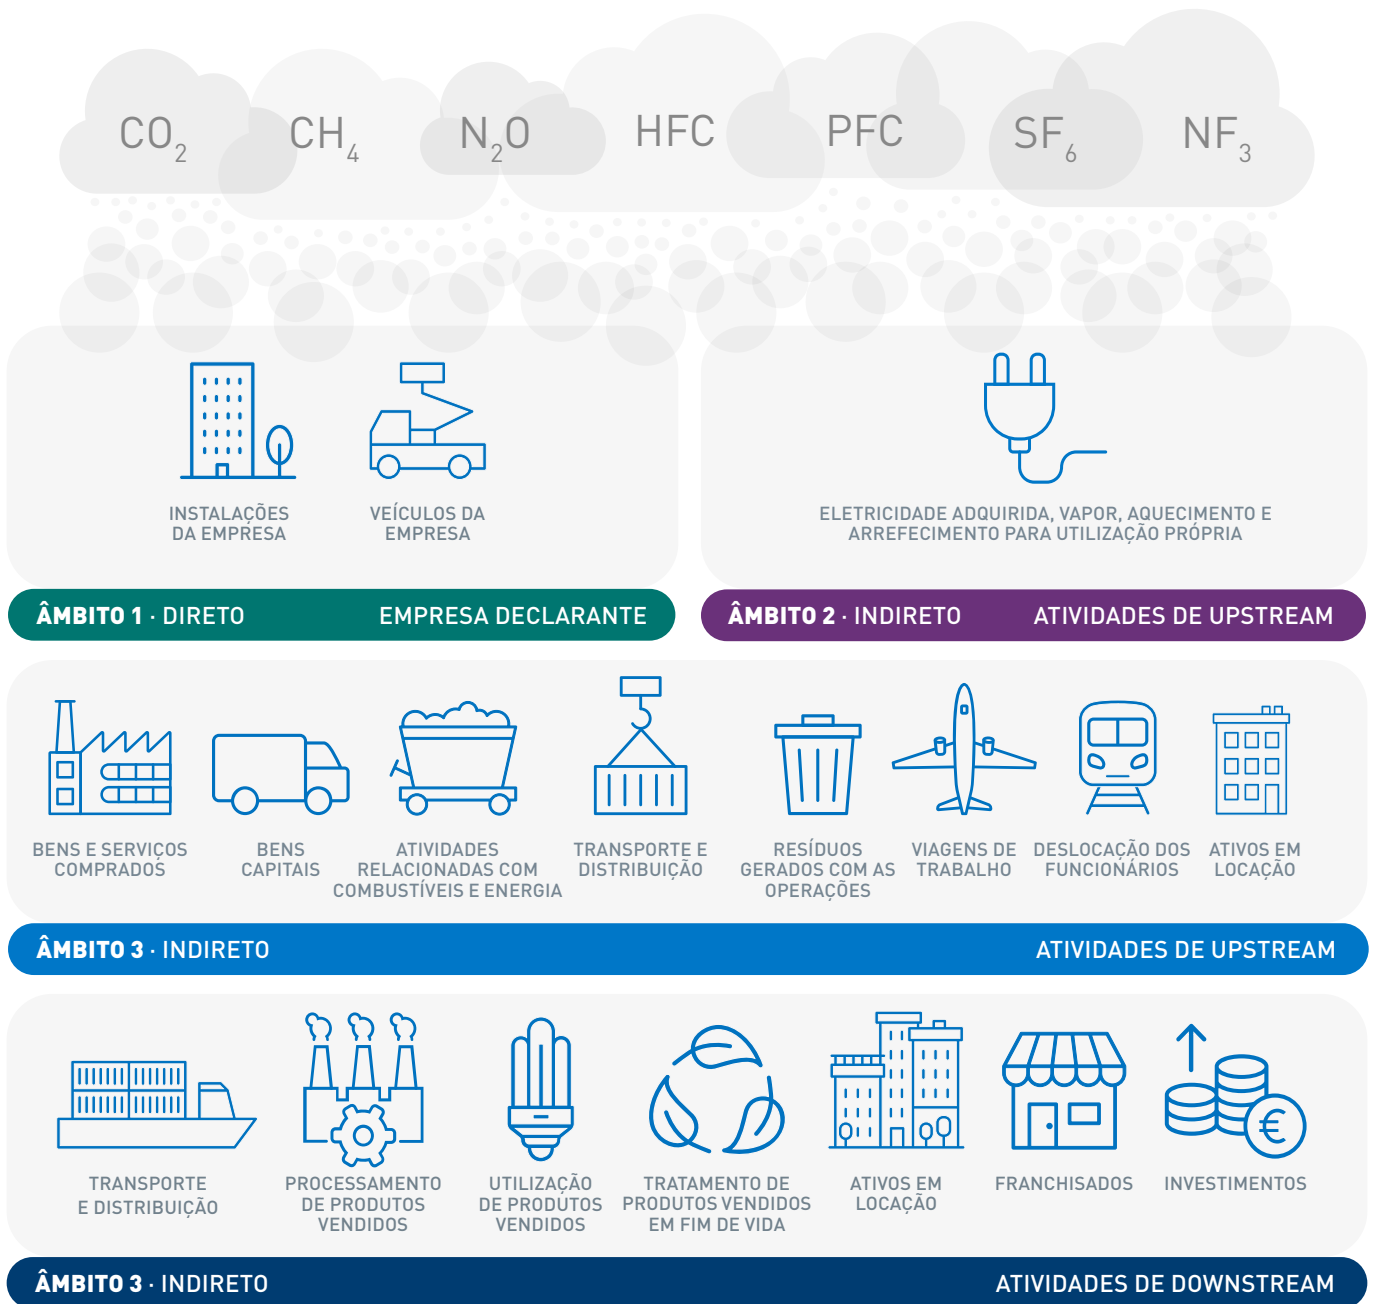 CO2 CH4 N2O HFC PFC SF6 NF3
INSTALAÇÕES
DA EMPRESA
VEÍCULOS DA
EMPRESA
ELETRICIDADE ADQUIRIDA, VAPOR, AQUECIMENTO E
ARREFECIMENTO PARA UTILIZAÇÃO PRÓPRIA
ÂMBITO 1 · DIRETO EMPRESA DECLARANTE
ÂMBITO 2 · INDIRETO ATIVIDADES DE UPSTREAM
BENS E SERVIÇOS
COMPRADOS
BENS
CAPITAIS
ATIVIDADES
RELACIONADAS COM
COMBUSTÍVEIS E ENERGIA
TRANSPORTE E
DISTRIBUIÇÃO
RESÍDUOS
GERADOS COM AS
OPERAÇÕES
VIAGENS DE
TRABALHO
DESLOCAÇÃO DOS
FUNCIONÁRIOS
ATIVOS EM
LOCAÇÃO
ÂMBITO 3 · INDIRETO ATIVIDADES DE UPSTREAM
€
TRANSPORTE
E DISTRIBUIÇÃO
PROCESSAMENTO
DE PRODUTOS
VENDIDOS
UTILIZAÇÃO
DE PRODUTOS
VENDIDOS
TRATAMENTO DE
PRODUTOS VENDIDOS
EM FIM DE VIDA
ATIVOS EM
LOCAÇÃO
FRANCHISADOS
INVESTIMENTOS
ÂMBITO 3 · INDIRETO ATIVIDADES DE DOWNSTREAM